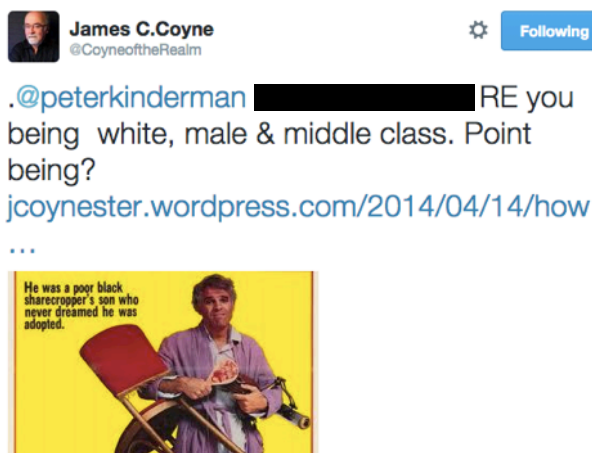 James C.Coyne
@CoyneoftheRealm
Following
.@peterkinderman RE you
being white, male & middle class. Point
being?
jcoynester.wordpress.com/2014/04/14/how
...
He was a poor black
sharecropper's son who
never dreamed he was
adopted.